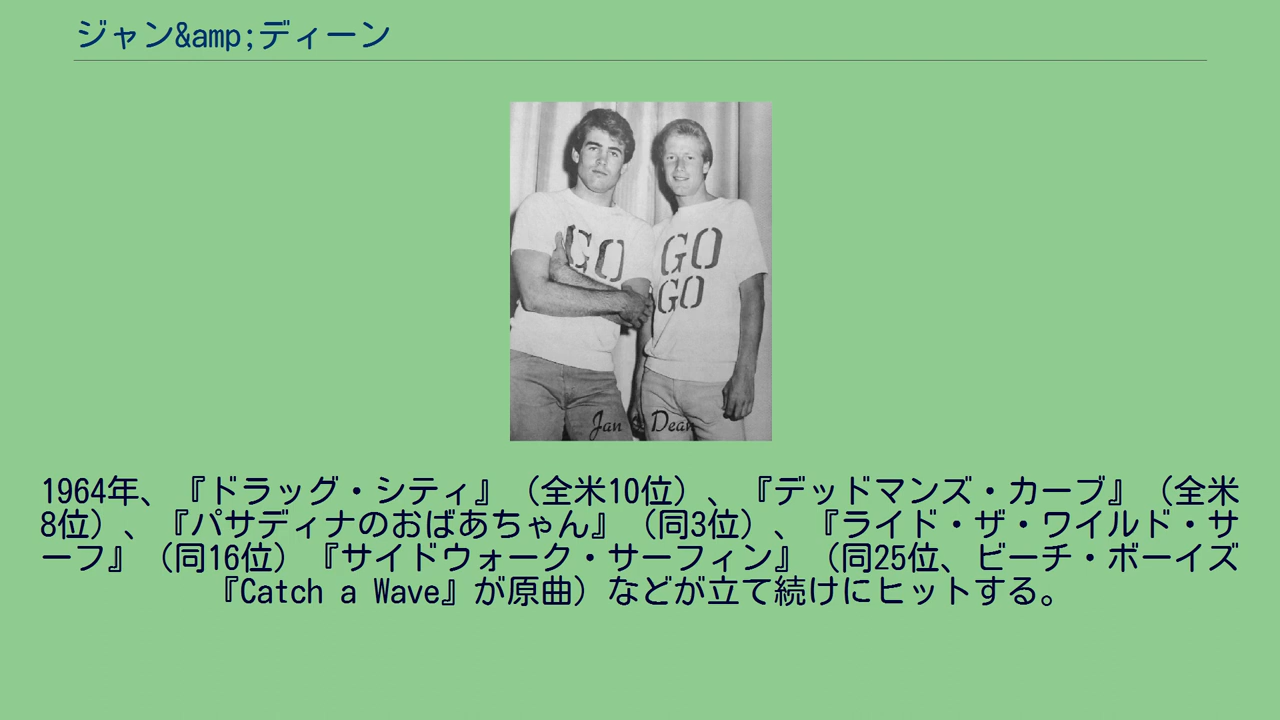 ジャン&amp;ディーン
GO
GO
GO
Jan & Dean
1964年、『ドラッグ・シティ』（全米10位）、『デッドマンズ・カーブ』（全米
8位）、『パサディナのおばあちゃん』（同3位）、『ライド・ザ・ワイルド・サ
ーフ』（同16位）『サイドウォーク・サーフィン』（同25位、ビーチ・ボーイズ
『Catch a Wave』が原曲）などが立て続けにヒットする。